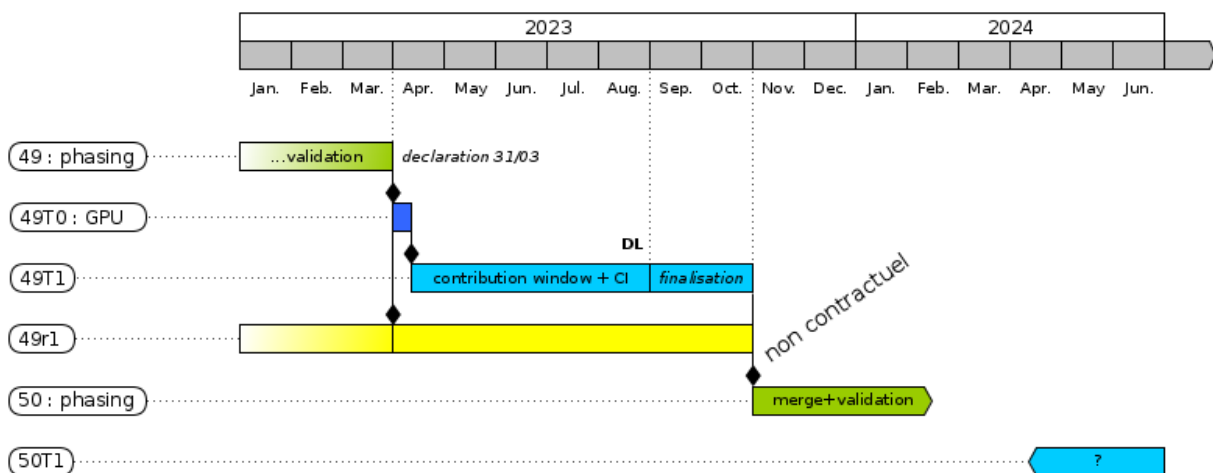 2023 2024
Jan. Feb. Mar. Apr. May Jun. Jul. Aug. Sep. Oct. Nov. Dec. Jan. Feb. Mar. Apr. May Jun.
49 : phasing ...validation declaration 31/03
49T0 : GPU
DL
49T1 contribution window + CI finalisation
non contractuel
49r1
50 : phasing merge+validation
50T1 ?